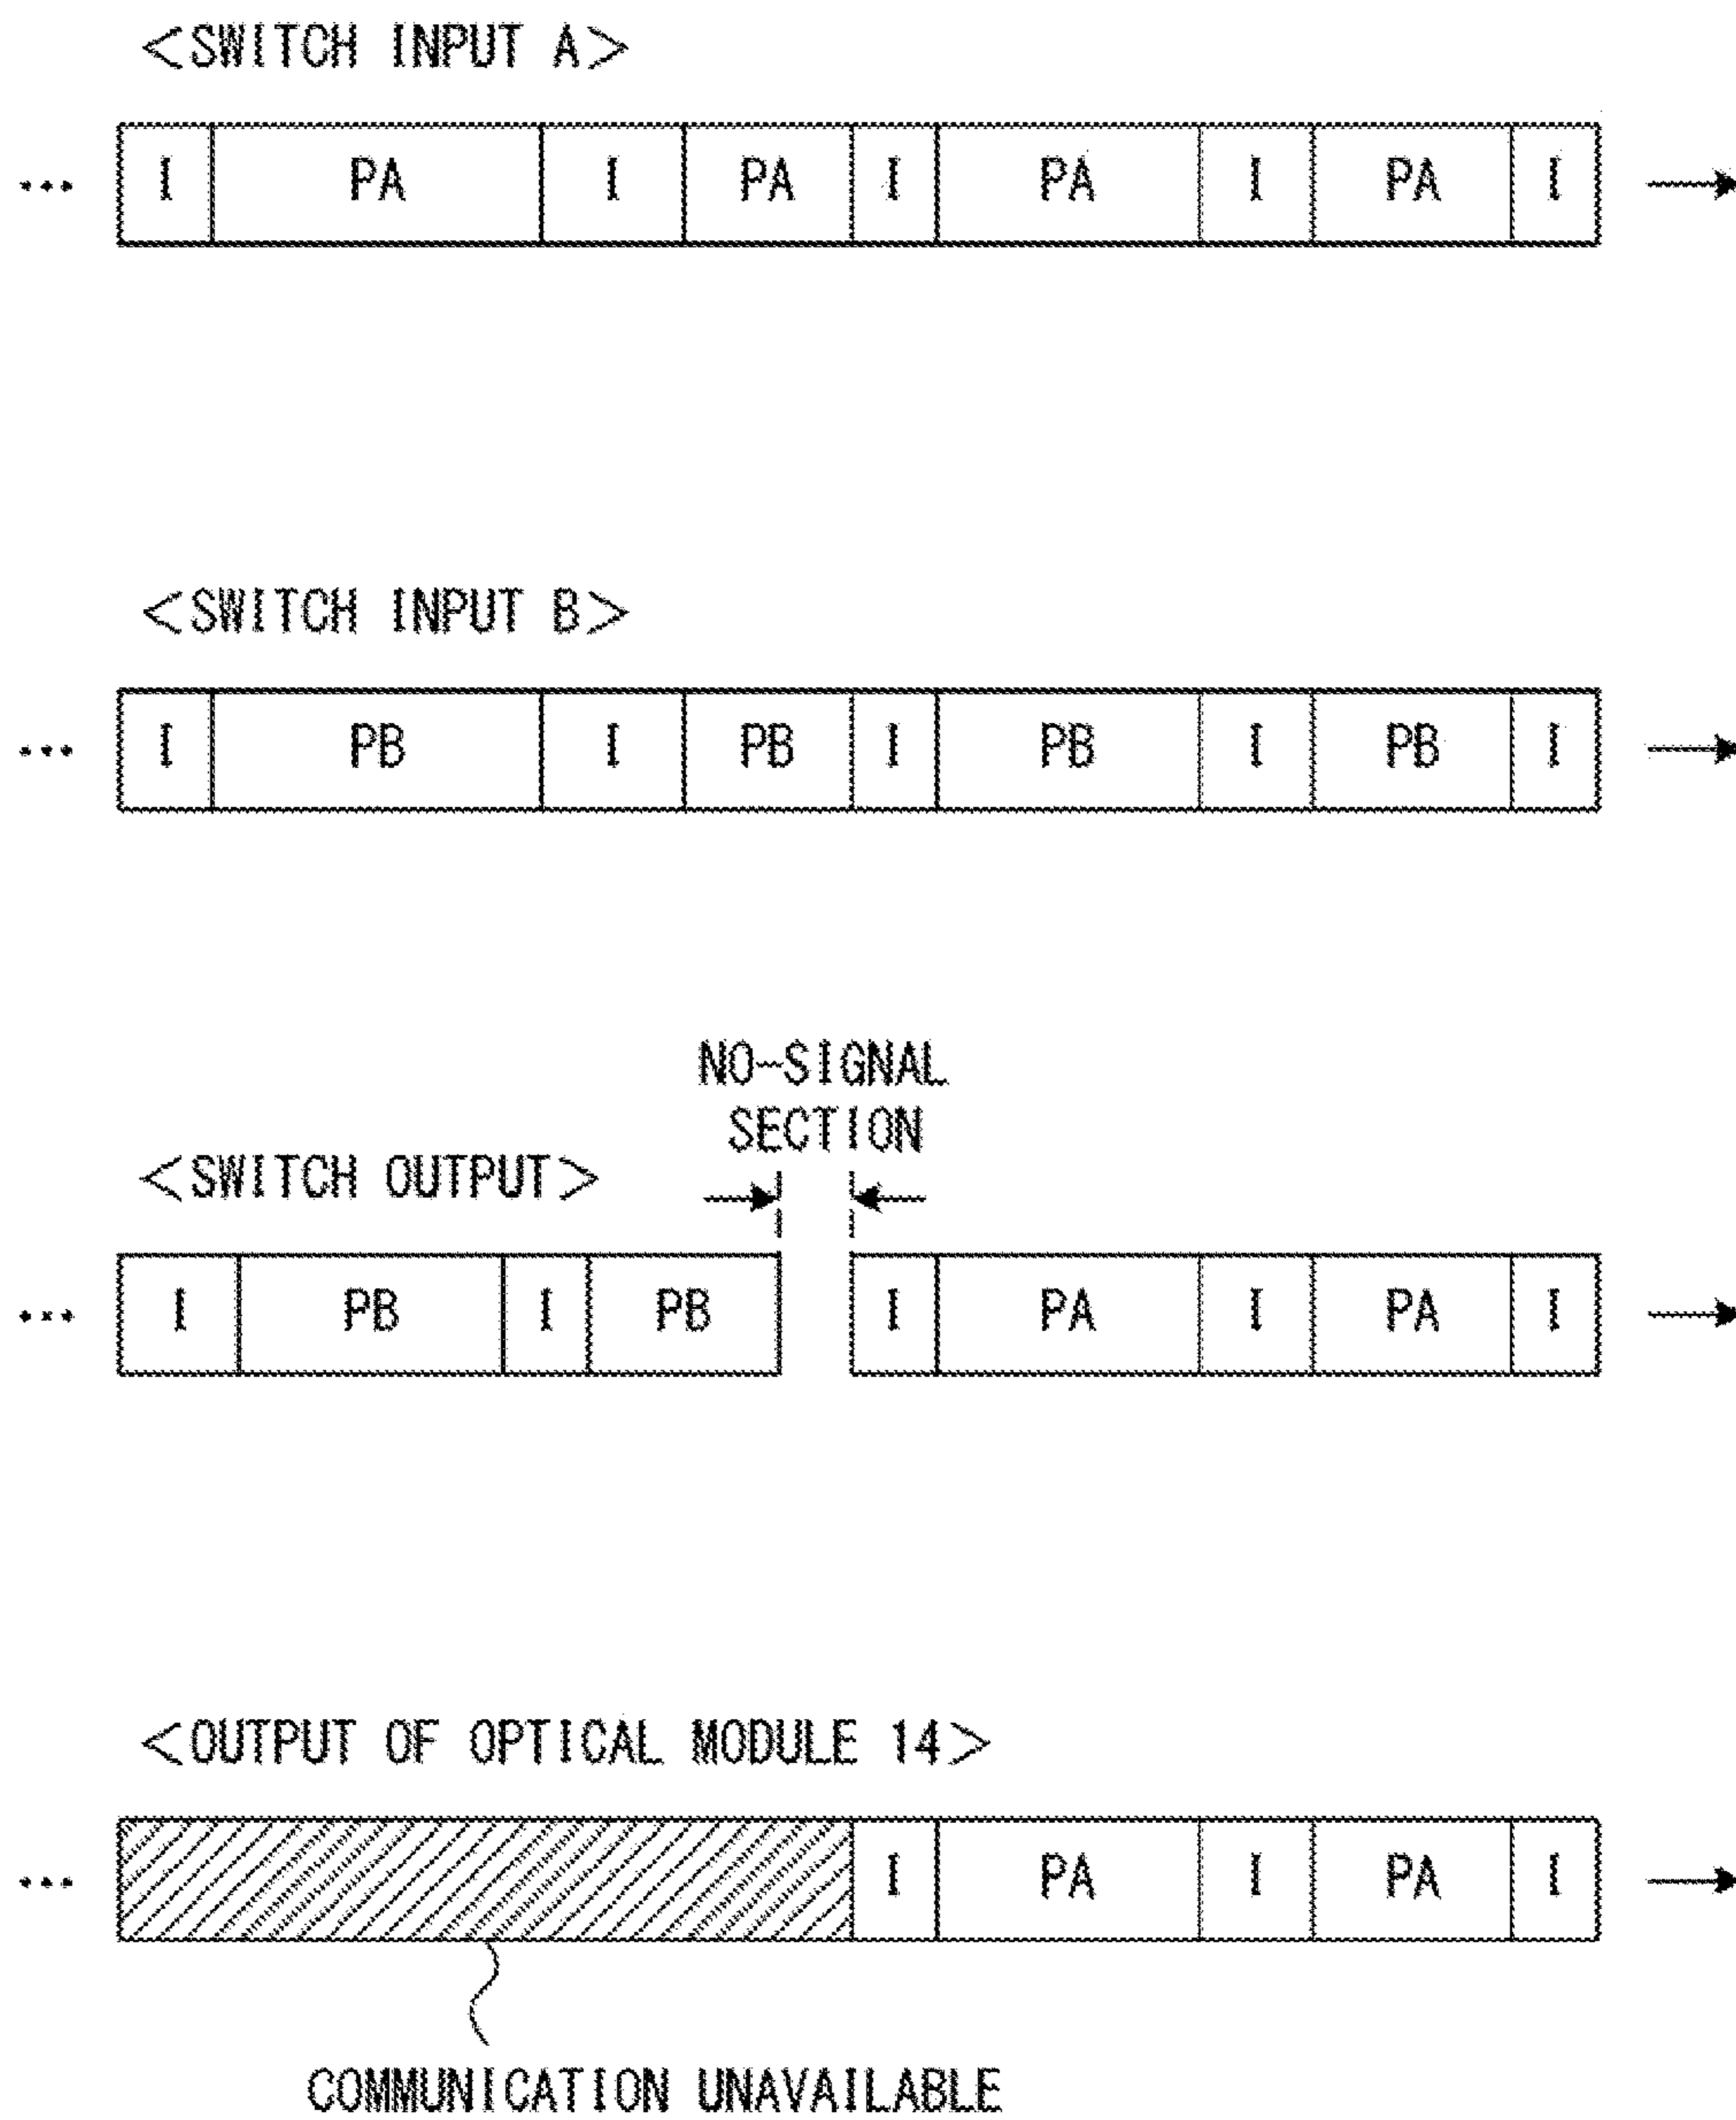 <SWITCH INPUT A>
... I PA I PA I PA I PA I
<SWITCH INPUT B>
... I PB I PB I PB I PB I
NO-SIGNAL
SECTION
<SWITCH OUTPUT>
... I PB I PB I PA I PA I
<OUTPUT OF OPTICAL MODULE 14>
... I PA I PA I
COMMUNICATION UNAVAILABLE